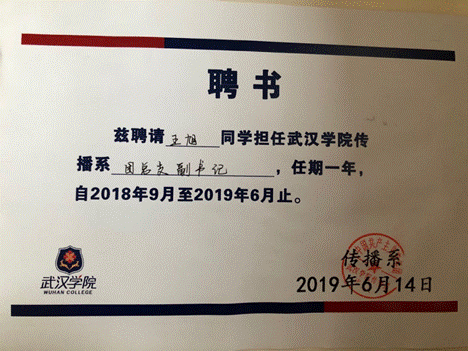 聘书
兹聘请王旭同学担任武汉学院传
播系团总支副书记，任期一年，
自2018年9月至2019年6月止。
武汉学院
WUHAN COLLEGE
传播系
2019年6月14日